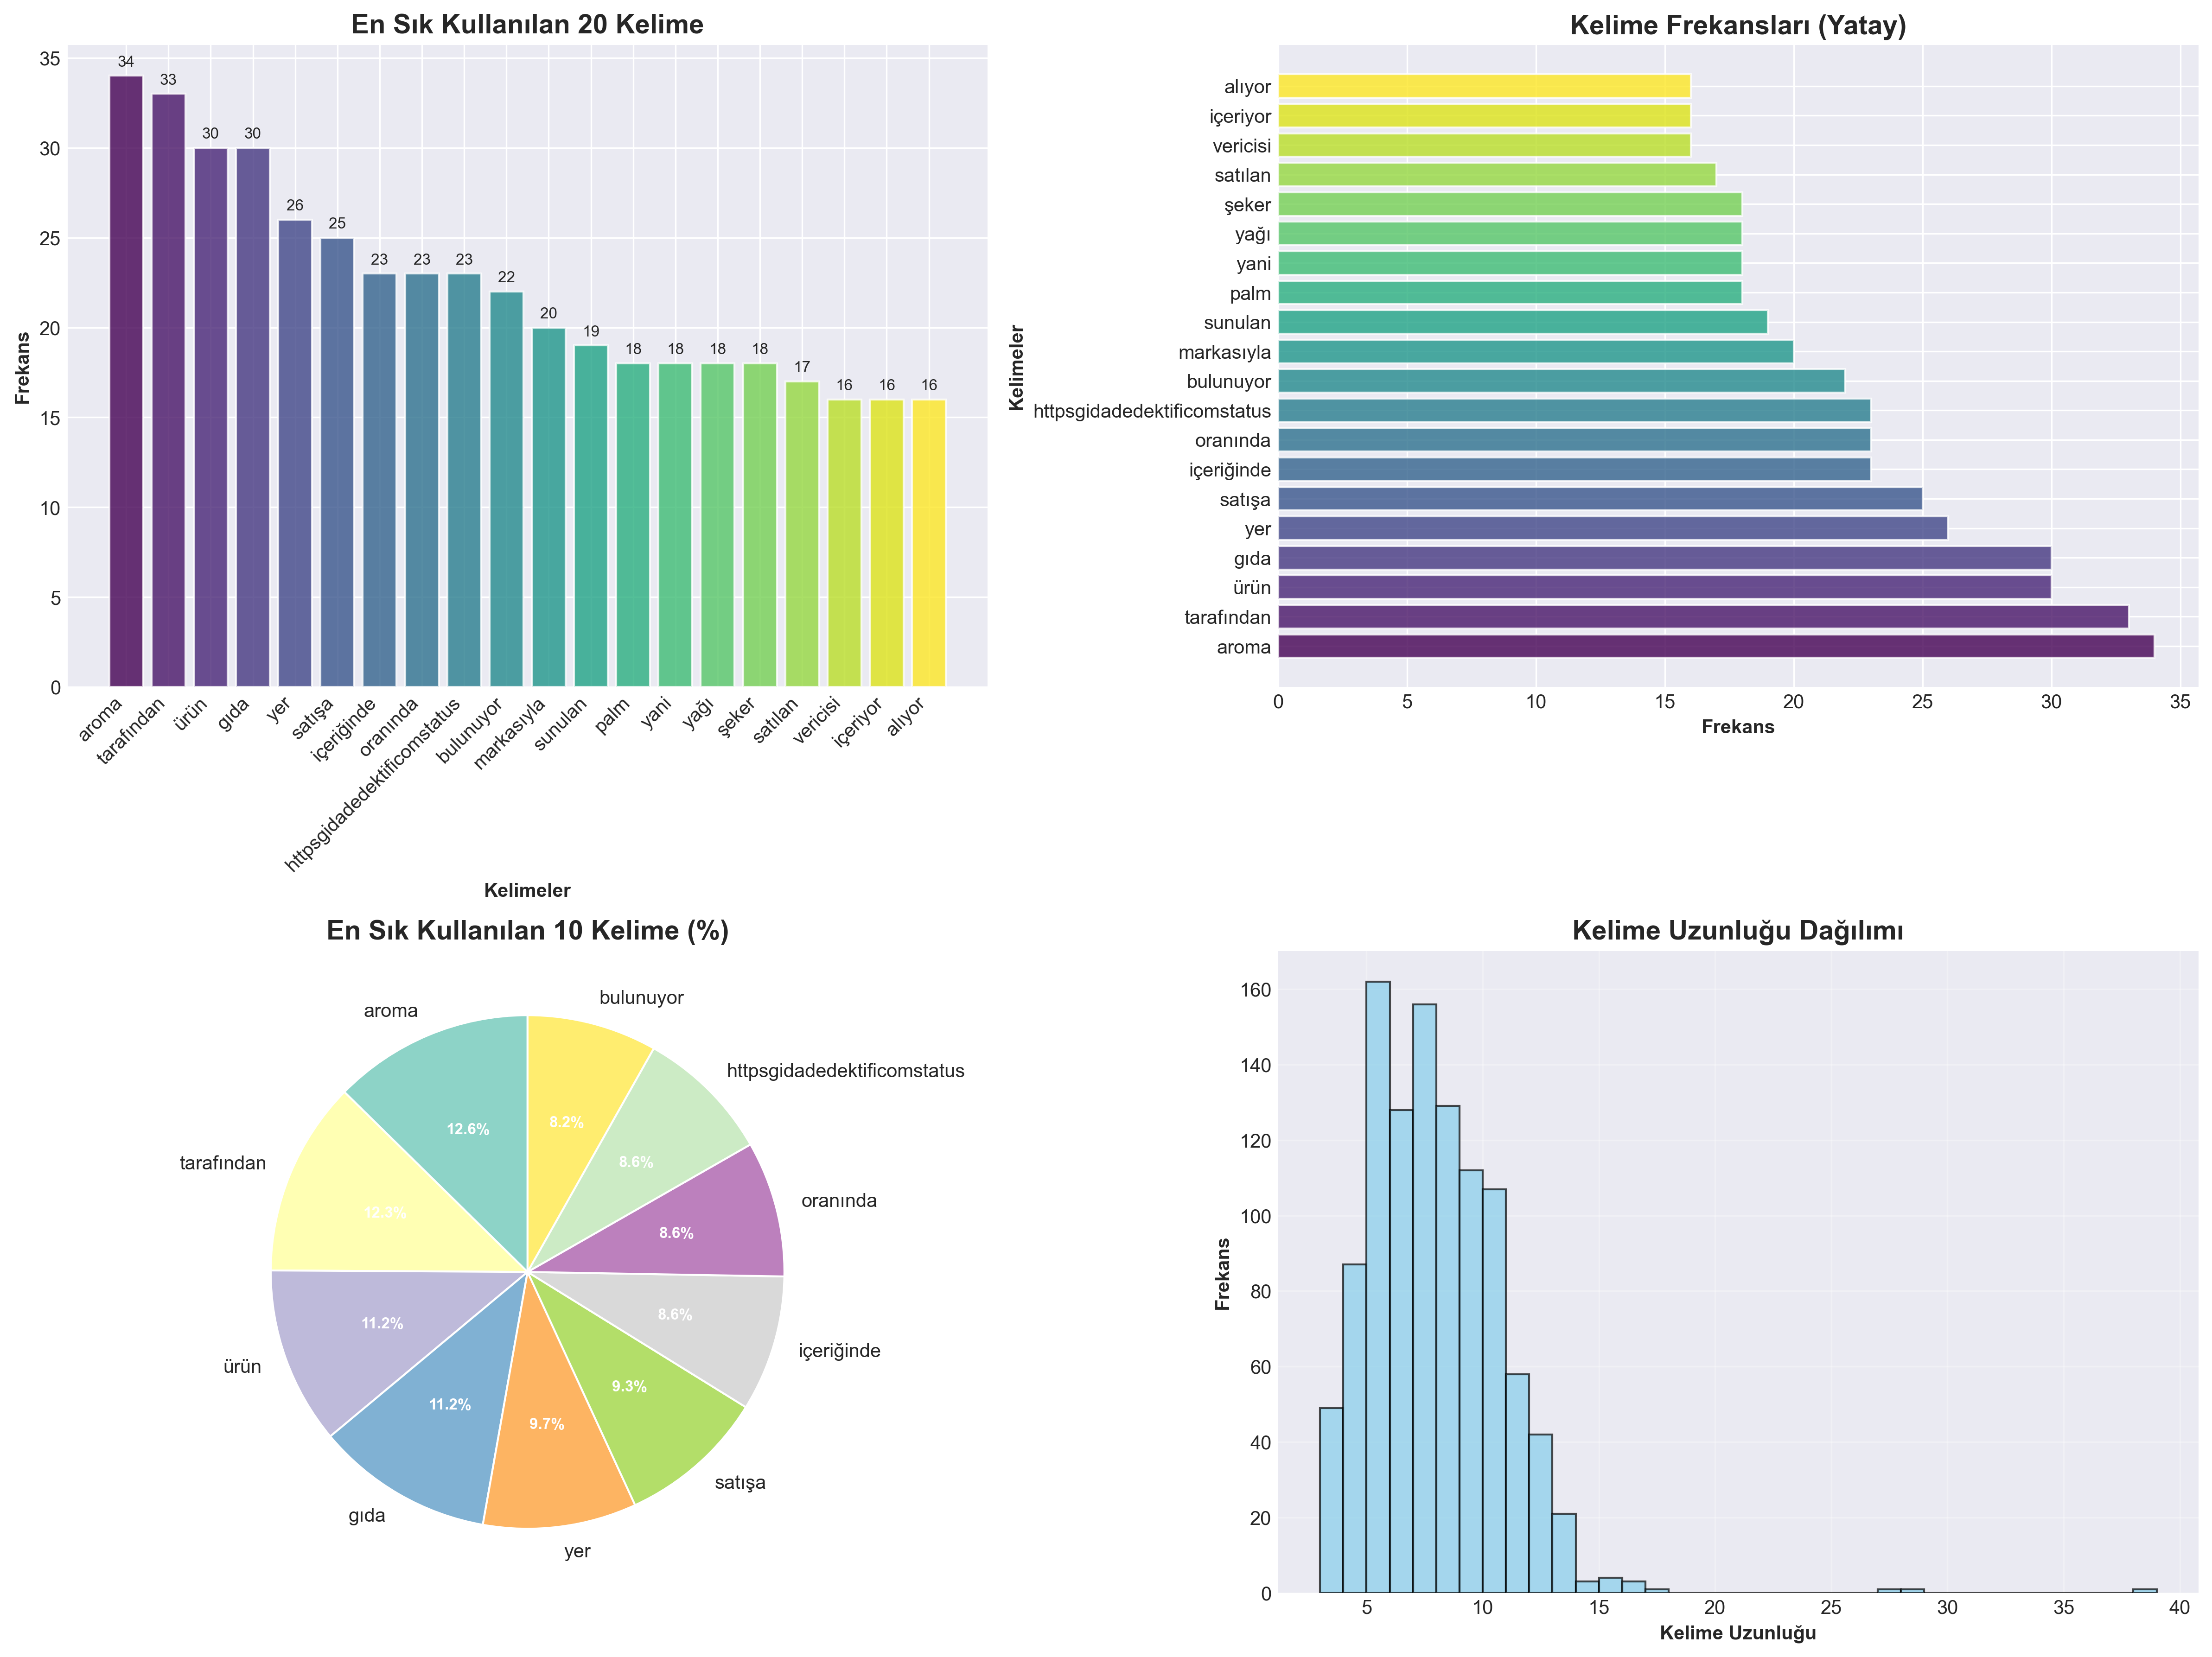 En Sık Kullanılan 20 Kelime
35
30
25
20
15
10
5
0
Frekans
34
33
30
30
26
25
23
23
23
22
20
19
18
18
18
18
17
16
16
16
aroma
tarafından
ürün
gıda
yer
satışa
içeriğinde
oranında
httpsgidadedektificomstatus
bulunuyor
markasıyla
sunulan
palm
yani
yağı
şeker
satılan
vericisi
içeriyor
alıyor
Kelimeler
Kelime Frekansları (Yatay)
Kelimeler
alıyor
içeriyor
vericisi
satılan
şeker
yağı
yani
palm
sunulan
markasıyla
bulunuyor
httpsgidadedektificomstatus
oranında
içeriğinde
satışa
yer
gıda
ürün
tarafından
aroma
0 5 10 15 20 25 30 35
Frekans
En Sık Kullanılan 10 Kelime (%)
aroma
12.6%
tarafından
12.3%
ürün
11.2%
gıda
11.2%
yer
9.7%
satışa
9.3%
içeriğinde
8.6%
oranında
8.6%
httpsgidadedektificomstatus
8.6%
bulunuyor
8.2%
Kelime Uzunluğu Dağılımı
160
140
120
100
80
60
40
20
0
Frekans
5 10 15 20 25 30 35 40
Kelime Uzunluğu